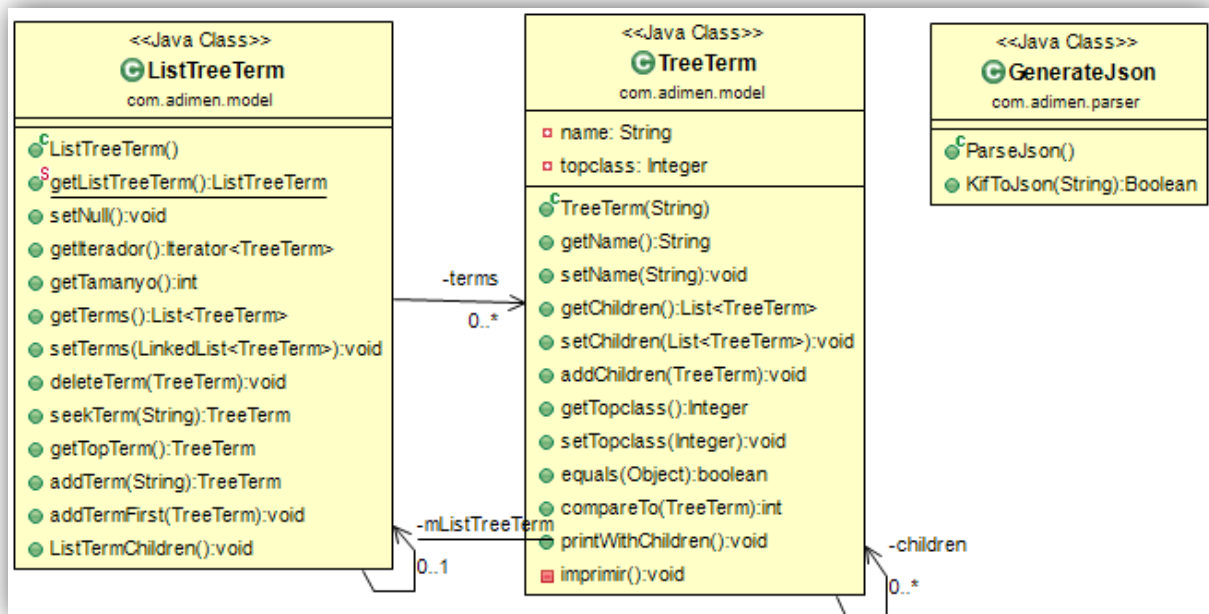 <<Java Class>>
ListTreeTerm
com.adimen.model
ListTreeTerm()
getListTreeTerm():ListTreeTerm
setNull():void
getIterador():Iterator<TreeTerm>
getTamanyo():int
getTerms():List<TreeTerm>
setTerms(LinkedList<TreeTerm>):void
deleteTerm(TreeTerm):void
seekTerm(String):TreeTerm
getTopTerm():TreeTerm
addTerm(String):TreeTerm
addTermFirst(TreeTerm):void
ListTermChildren():void
-terms
0..*
-mListTreeTerm
0..1
<<Java Class>>
TreeTerm
com.adimen.model
name: String
topclass: Integer
TreeTerm(String)
getName():String
setName(String):void
getChildren():List<TreeTerm>
setChildren(List<TreeTerm>):void
addChildren(TreeTerm):void
getTopclass():Integer
setTopclass(Integer):void
equals(Object):boolean
compareTo(TreeTerm):int
printWithChildren():void
imprimir():void
-children
0..*
<<Java Class>>
GenerateJson
com.adimen.parser
ParseJson()
KifToJson(String):Boolean